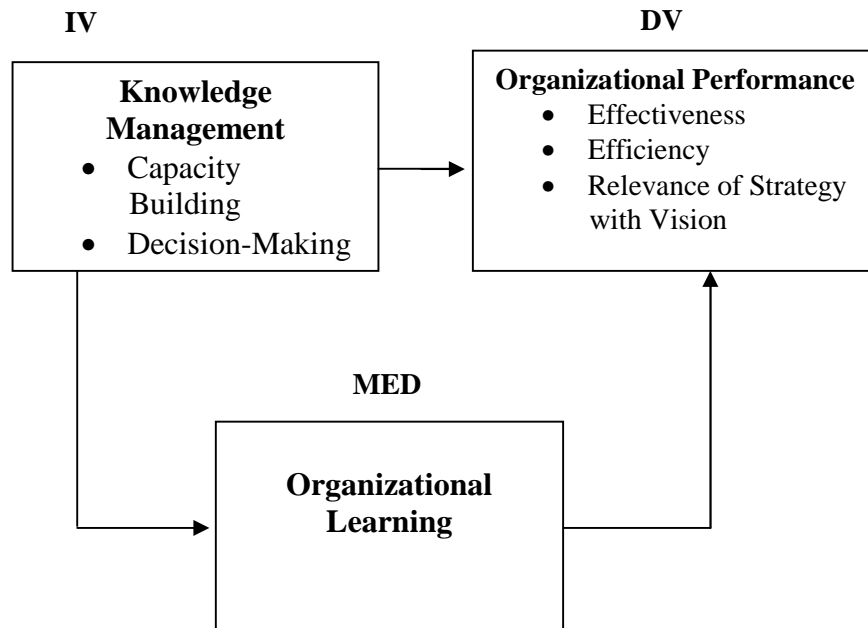 IV
Knowledge
Management
• Capacity
Building
• Decision-Making
DV
Organizational Performance
• Effectiveness
• Efficiency
• Relevance of Strategy
with Vision
MED
Organizational
Learning